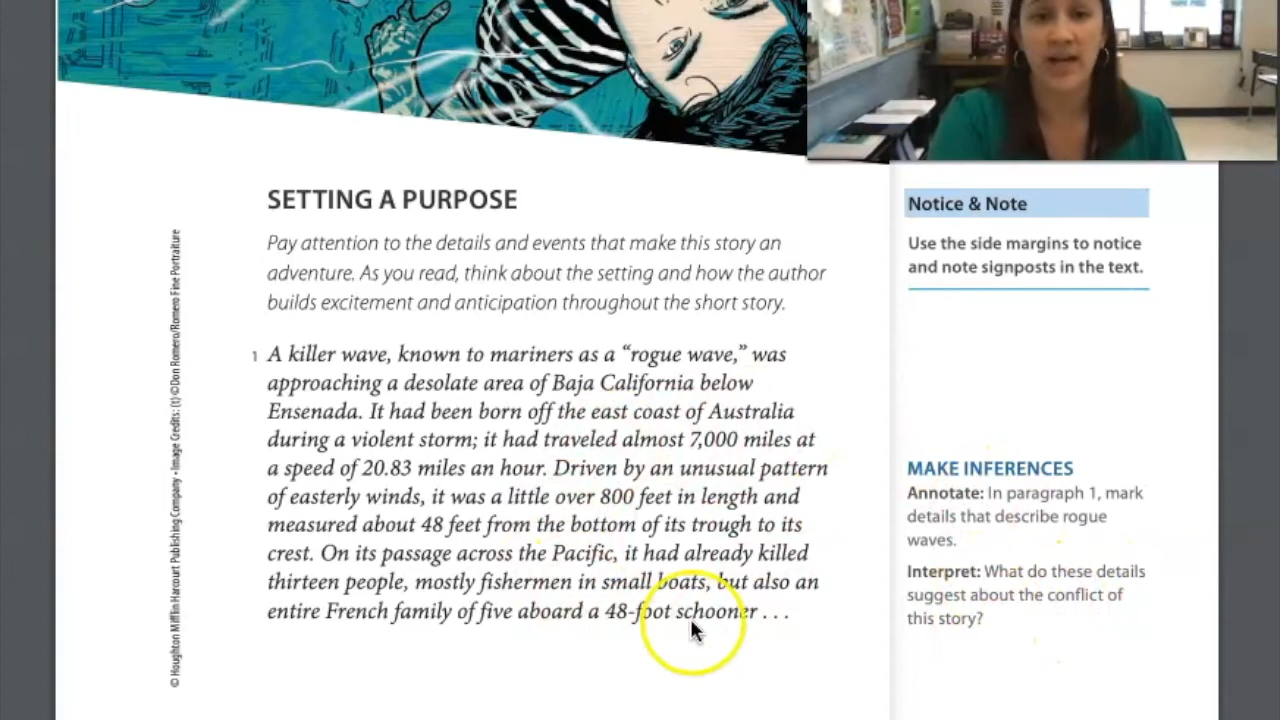 SETTING A PURPOSE
Pay attention to the details and events that make this story an
adventure. As you read, think about the setting and how the author
builds excitement and anticipation throughout the short story.
1 A killer wave, known to mariners as a “rogue wave,” was
approaching a desolate area of Baja California below
Ensenada. It had been born off the east coast of Australia
during a violent storm; it had traveled almost 7,000 miles at
a speed of 20.83 miles an hour. Driven by an unusual pattern
of easterly winds, it was a little over 800 feet in length and
measured about 48 feet from the bottom of its trough to its
crest. On its passage across the Pacific, it had already killed
thirteen people, mostly fishermen in small boats, but also an
entire French family of five aboard a 48-foot schooner . . .
Notice & Note
Use the side margins to notice
and note signposts in the text.
MAKE INFERENCES
Annotate: In paragraph 1, mark
details that describe rogue
waves.
Interpret: What do these details
suggest about the conflict of
this story?
© Houghton Mifflin Harcourt Publishing Company • Image Credits: (t) ©Don Romero/Romero Fine Portraiture